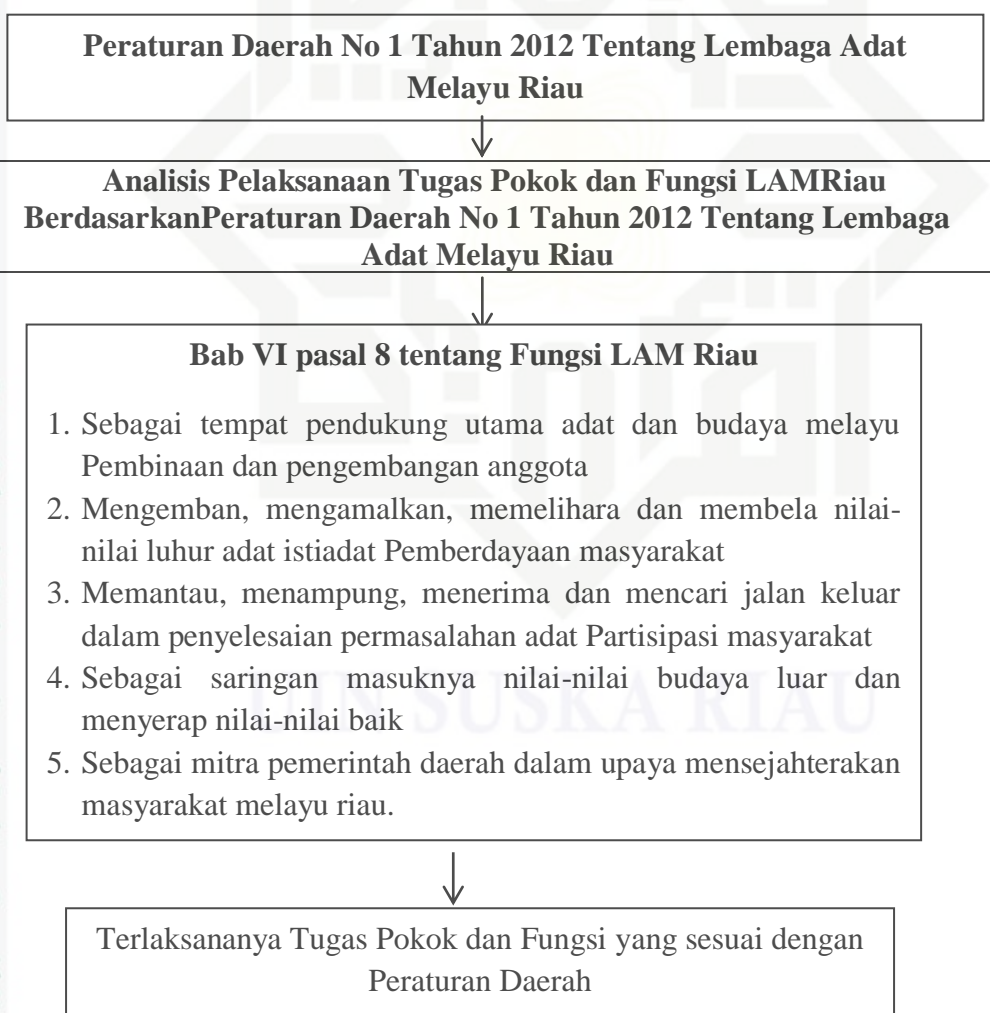 Peraturan Daerah No 1 Tahun 2012 Tentang Lembaga Adat
Melayu Riau
Analisis Pelaksanaan Tugas Pokok dan Fungsi LAMRiau
BerdasarkanPeraturan Daerah No 1 Tahun 2012 Tentang Lembaga
Adat Melayu Riau
Bab VI pasal 8 tentang Fungsi LAM Riau
1. Sebagai tempat pendukung utama adat dan budaya melayu
Pembinaan dan pengembangan anggota
2. Mengemban, mengamalkan, memelihara dan membela nilai-
nilai luhur adat istiadat Pemberdayaan masyarakat
3. Memantau, menampung, menerima dan mencari jalan keluar
dalam penyelesaian permasalahan adat Partisipasi masyarakat
4. Sebagai saringan masuknya nilai-nilai budaya luar dan
menyerap nilai-nilai baik
UIN SUSKA RIAU
5. Sebagai mitra pemerintah daerah dalam upaya mensejahterakan
masyarakat melayu riau.
Terlaksananya Tugas Pokok dan Fungsi yang sesuai dengan
Peraturan Daerah